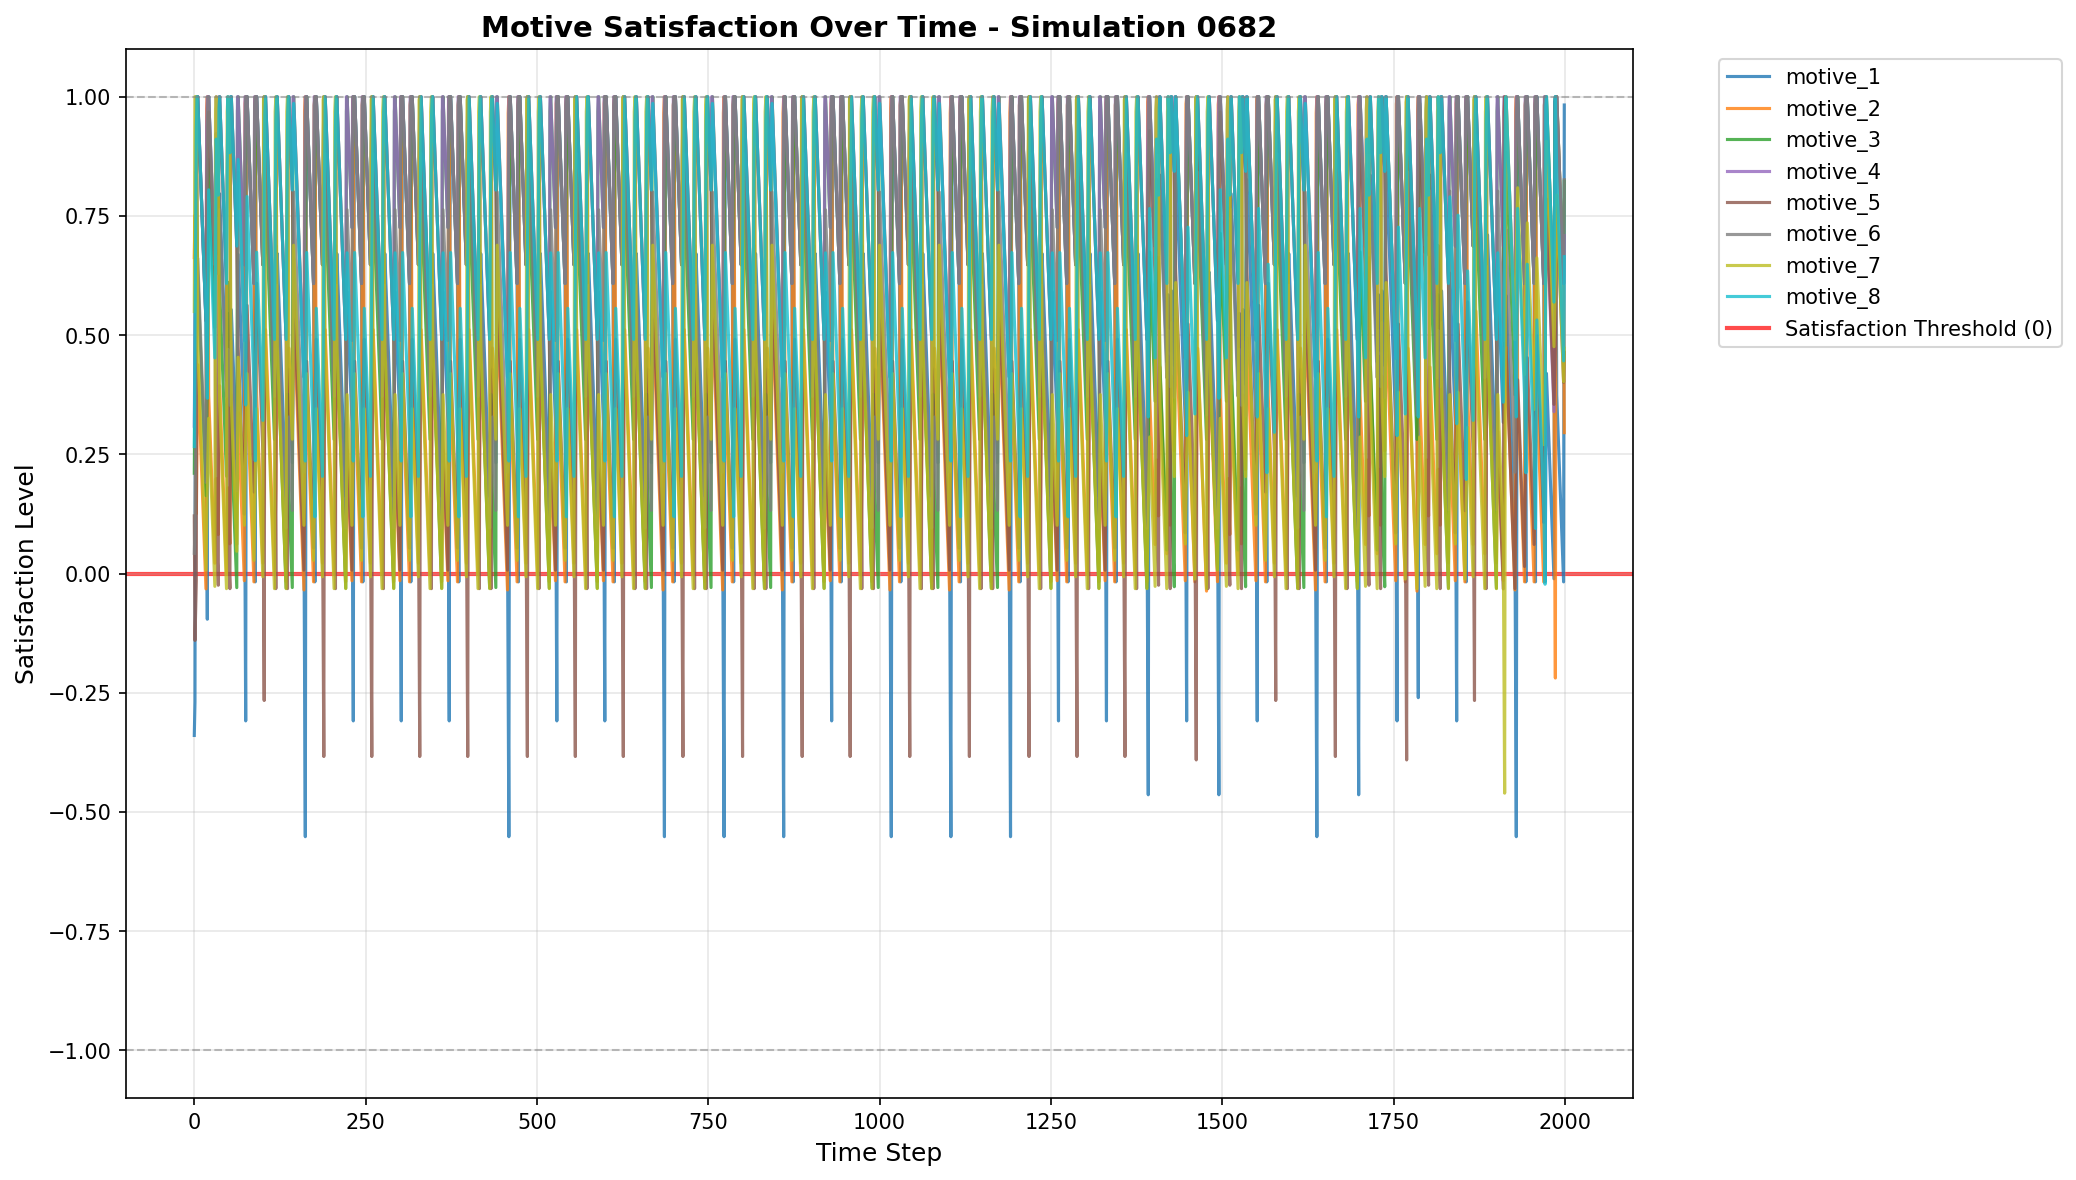 Motive Satisfaction Over Time - Simulation 0682
Satisfaction Level
1.00
0.75
0.50
0.25
0.00
−0.25
−0.50
−0.75
−1.00
0 250 500 750 1000 1250 1500 1750 2000
Time Step
motive_1
motive_2
motive_3
motive_4
motive_5
motive_6
motive_7
motive_8
Satisfaction Threshold (0)